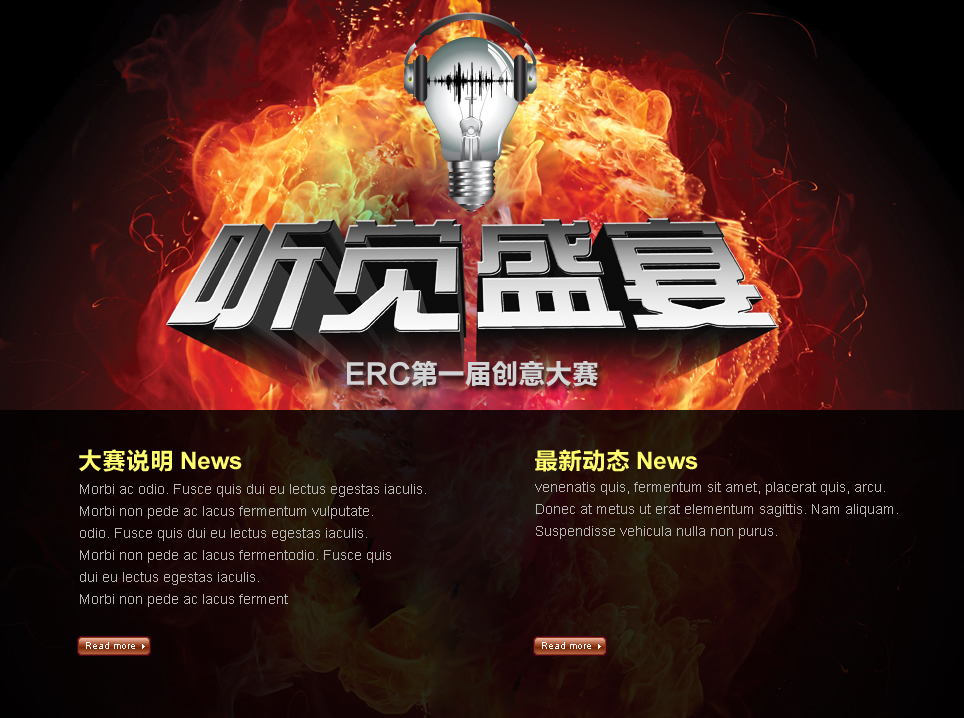 听觉盛宴
ERC第一届创意大赛
大赛说明 News
Morbi ac odio. Fusce quis dui eu lectus egestas iaculis.
Morbi non pede ac lacus fermentum vulputate.
odio. Fusce quis dui eu lectus egestas iaculis.
Morbi non pede ac lacus fermentodio. Fusce quis
dui eu lectus egestas iaculis.
Morbi non pede ac lacus ferment
Read more
最新动态 News
venenatis quis, fermentum sit amet, placerat quis, arcu.
Donec at metus ut erat elementum sagittis. Nam aliquam.
Suspendisse vehicula nulla non purus.
Read more